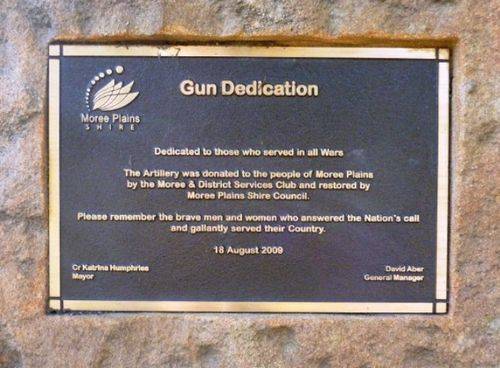 Moree Plains
SHIRE
Gun Dedication
Dedicated to those who served in all Wars
The Artillery was donated to the people of Moree Plains
by the Moree & District Services Club and restored by
Moree Plains Shire Council.
Please remember the brave men and women who answered the Nation's call
and gallantly served their Country.
18 August 2009
Cr Katrina Humphries
Mayor
David Aber
General Manager